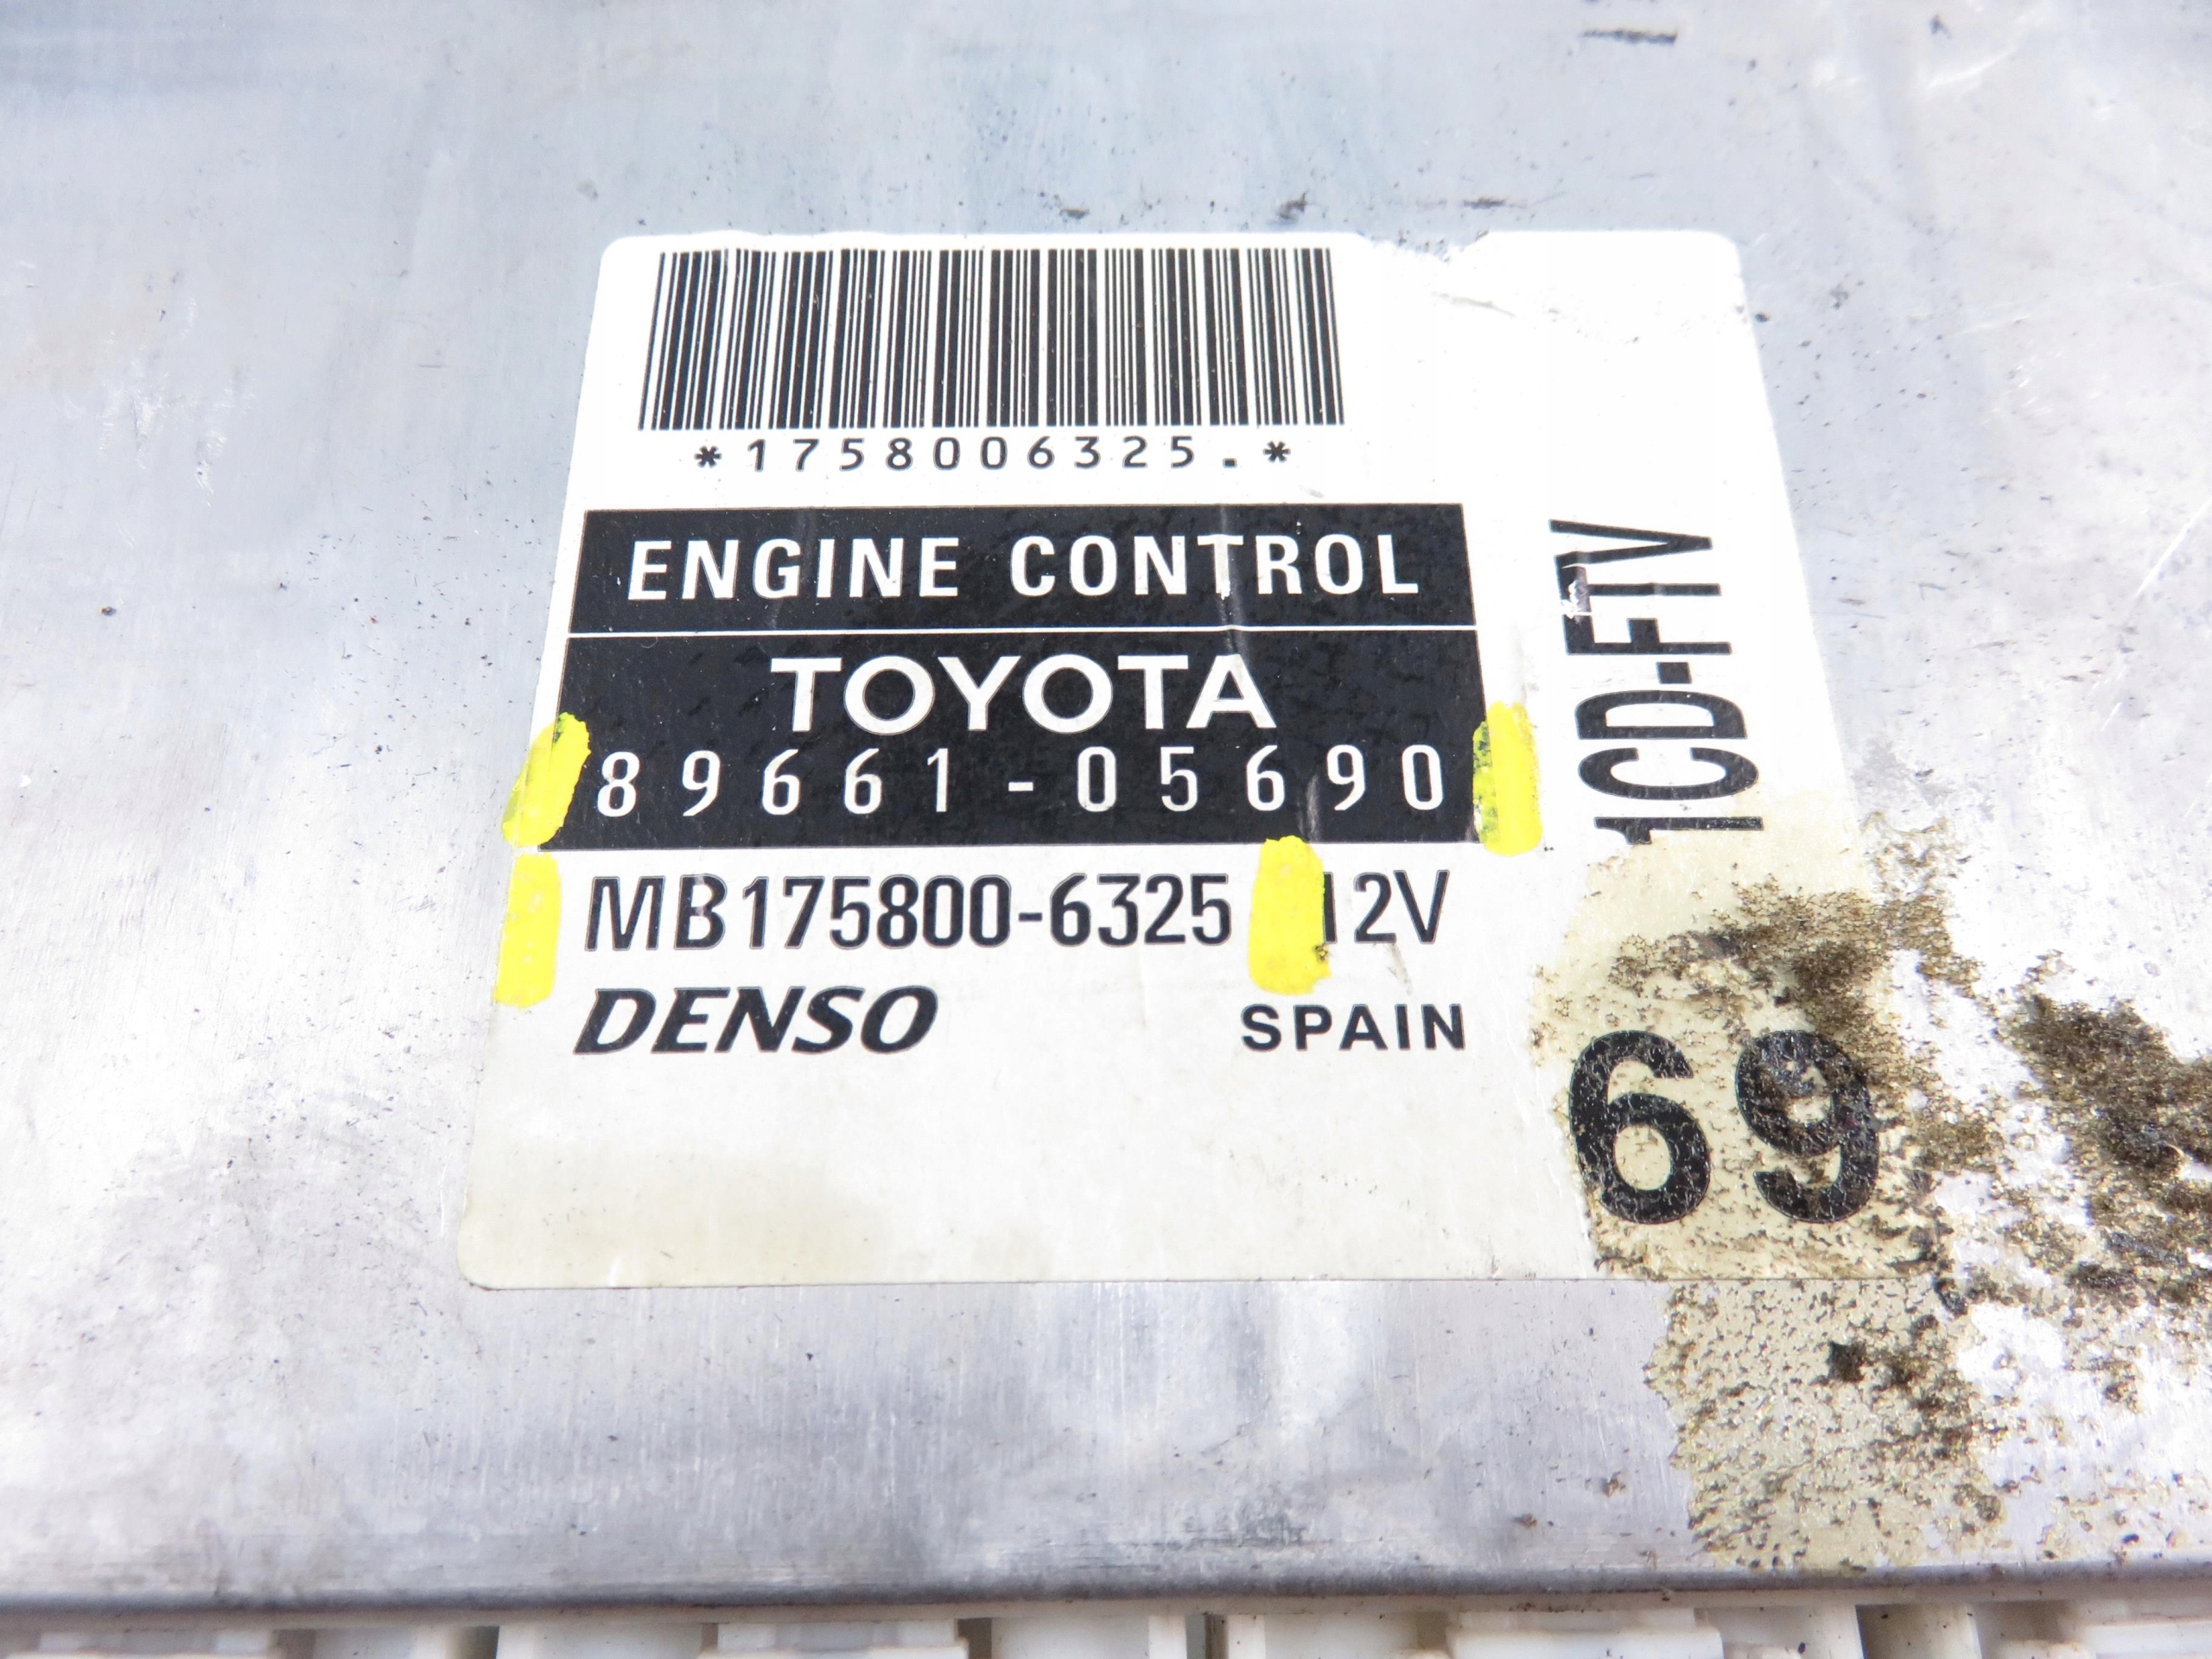 *1758006325.*
ENGINE CONTROL
TOYOTA
89661-05690
MB175800-6325 12V
DENSO SPAIN
1CD-FTV
69